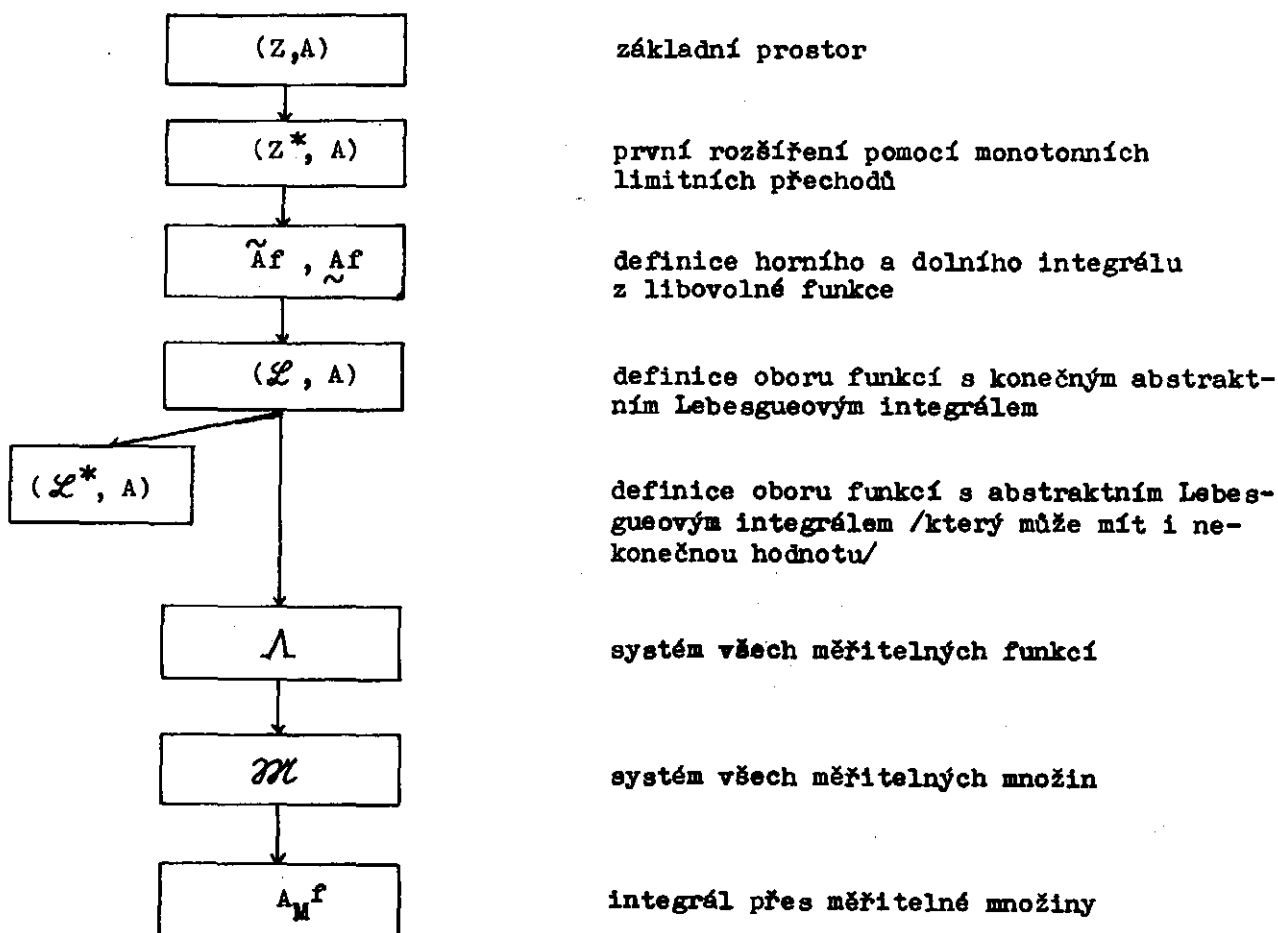 (Z,A) základní prostor
(Z*, A) první rozšíření pomocí monotonních
limitních přechodů
Ãf , A̰f definice horního a dolního integrálu
z libovolné funkce
(ℒ, A) definice oboru funkcí s konečným abstrakt-
ním Lebesgueovým integrálem
(ℒ*, A) definice oboru funkcí s abstraktním Lebes-
gueovým integrálem /který může mít i ne-
konečnou hodnotu/
Λ systém všech měřitelných funkcí
𝔐 systém všech měřitelných množin
A_M f integrál přes měřitelné množiny